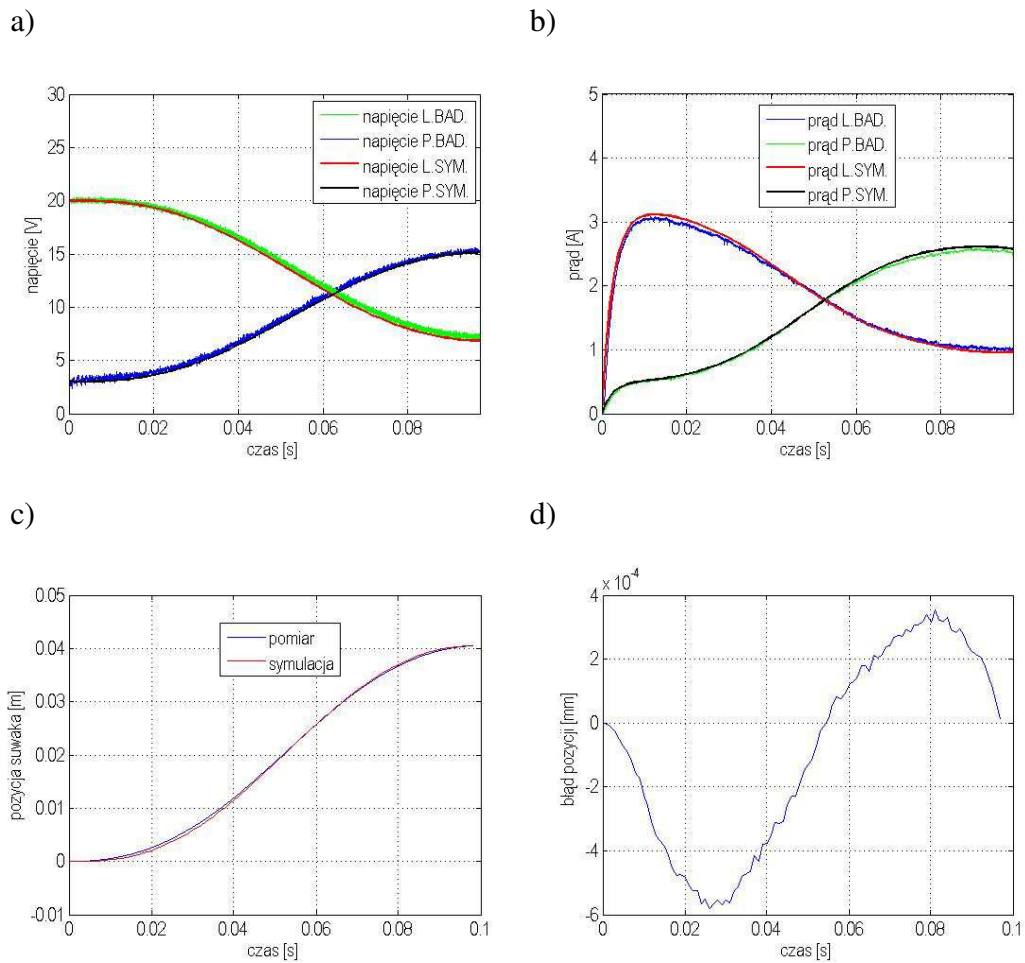 a)
b)
30
25
20
15
10
5
0
napięcie [V]
napięcie L.BAD.
napięcie P.BAD.
napięcie L.SYM.
napięcie P.SYM.
0 0.02 0.04 0.06 0.08
czas [s]
5
4
3
2
1
0
prąd [A]
prąd L.BAD.
prąd P.BAD.
prąd L.SYM.
prąd P.SYM.
0 0.02 0.04 0.06 0.08
czas [s]
c)
d)
0.05
0.04
0.03
0.02
0.01
0
-0.01
pozycja suwaka [m]
pomiar
symulacja
0 0.02 0.04 0.06 0.08 0.1
czas [s]
x 10-4
4
2
0
-2
-4
-6
błąd pozycji [mm]
0 0.02 0.04 0.06 0.08 0.1
czas [s]